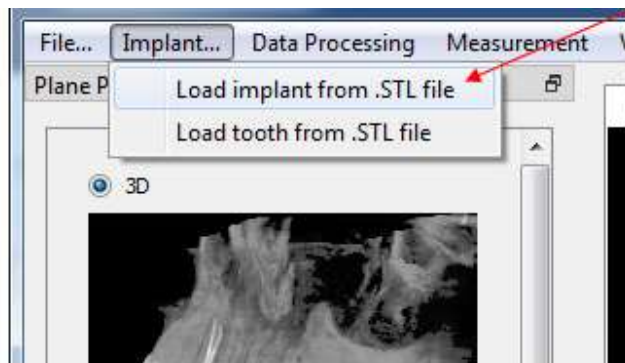 File... Implant... Data Processing Measurement
Plane P
Load implant from .STL file
Load tooth from .STL file
3D